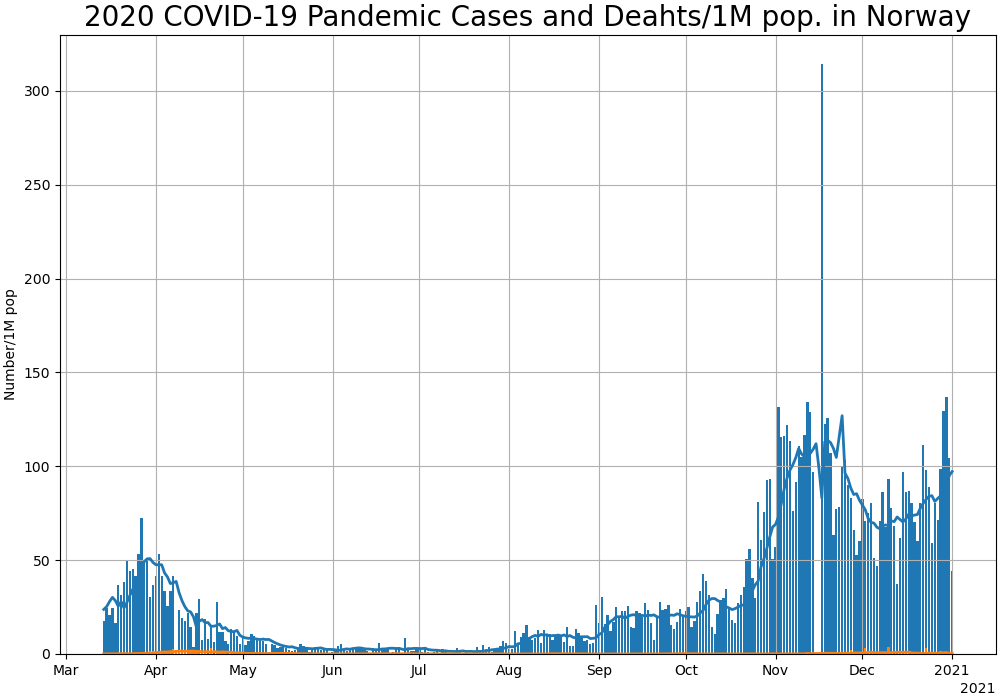 2020 COVID-19 Pandemic Cases and Deahts/1M pop. in Norway
300
250
200
150
100
50
0
Number/1M pop
Mar Apr May Jun Jul Aug Sep Oct Nov Dec 2021
2021